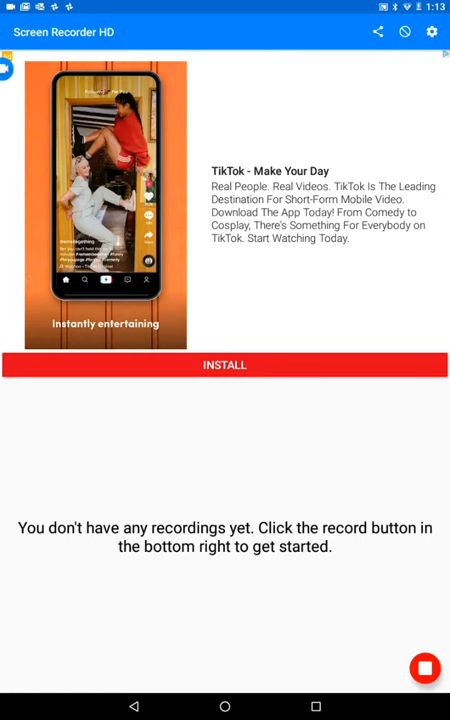 1:13
Screen Recorder HD
TikTok - Make Your Day
Real People. Real Videos. TikTok Is The Leading
Destination For Short-Form Mobile Video.
Download The App Today! From Comedy to
Cosplay, There's Something For Everybody on
TikTok. Start Watching Today.
Instantly entertaining
INSTALL
You don't have any recordings yet. Click the record button in
the bottom right to get started.